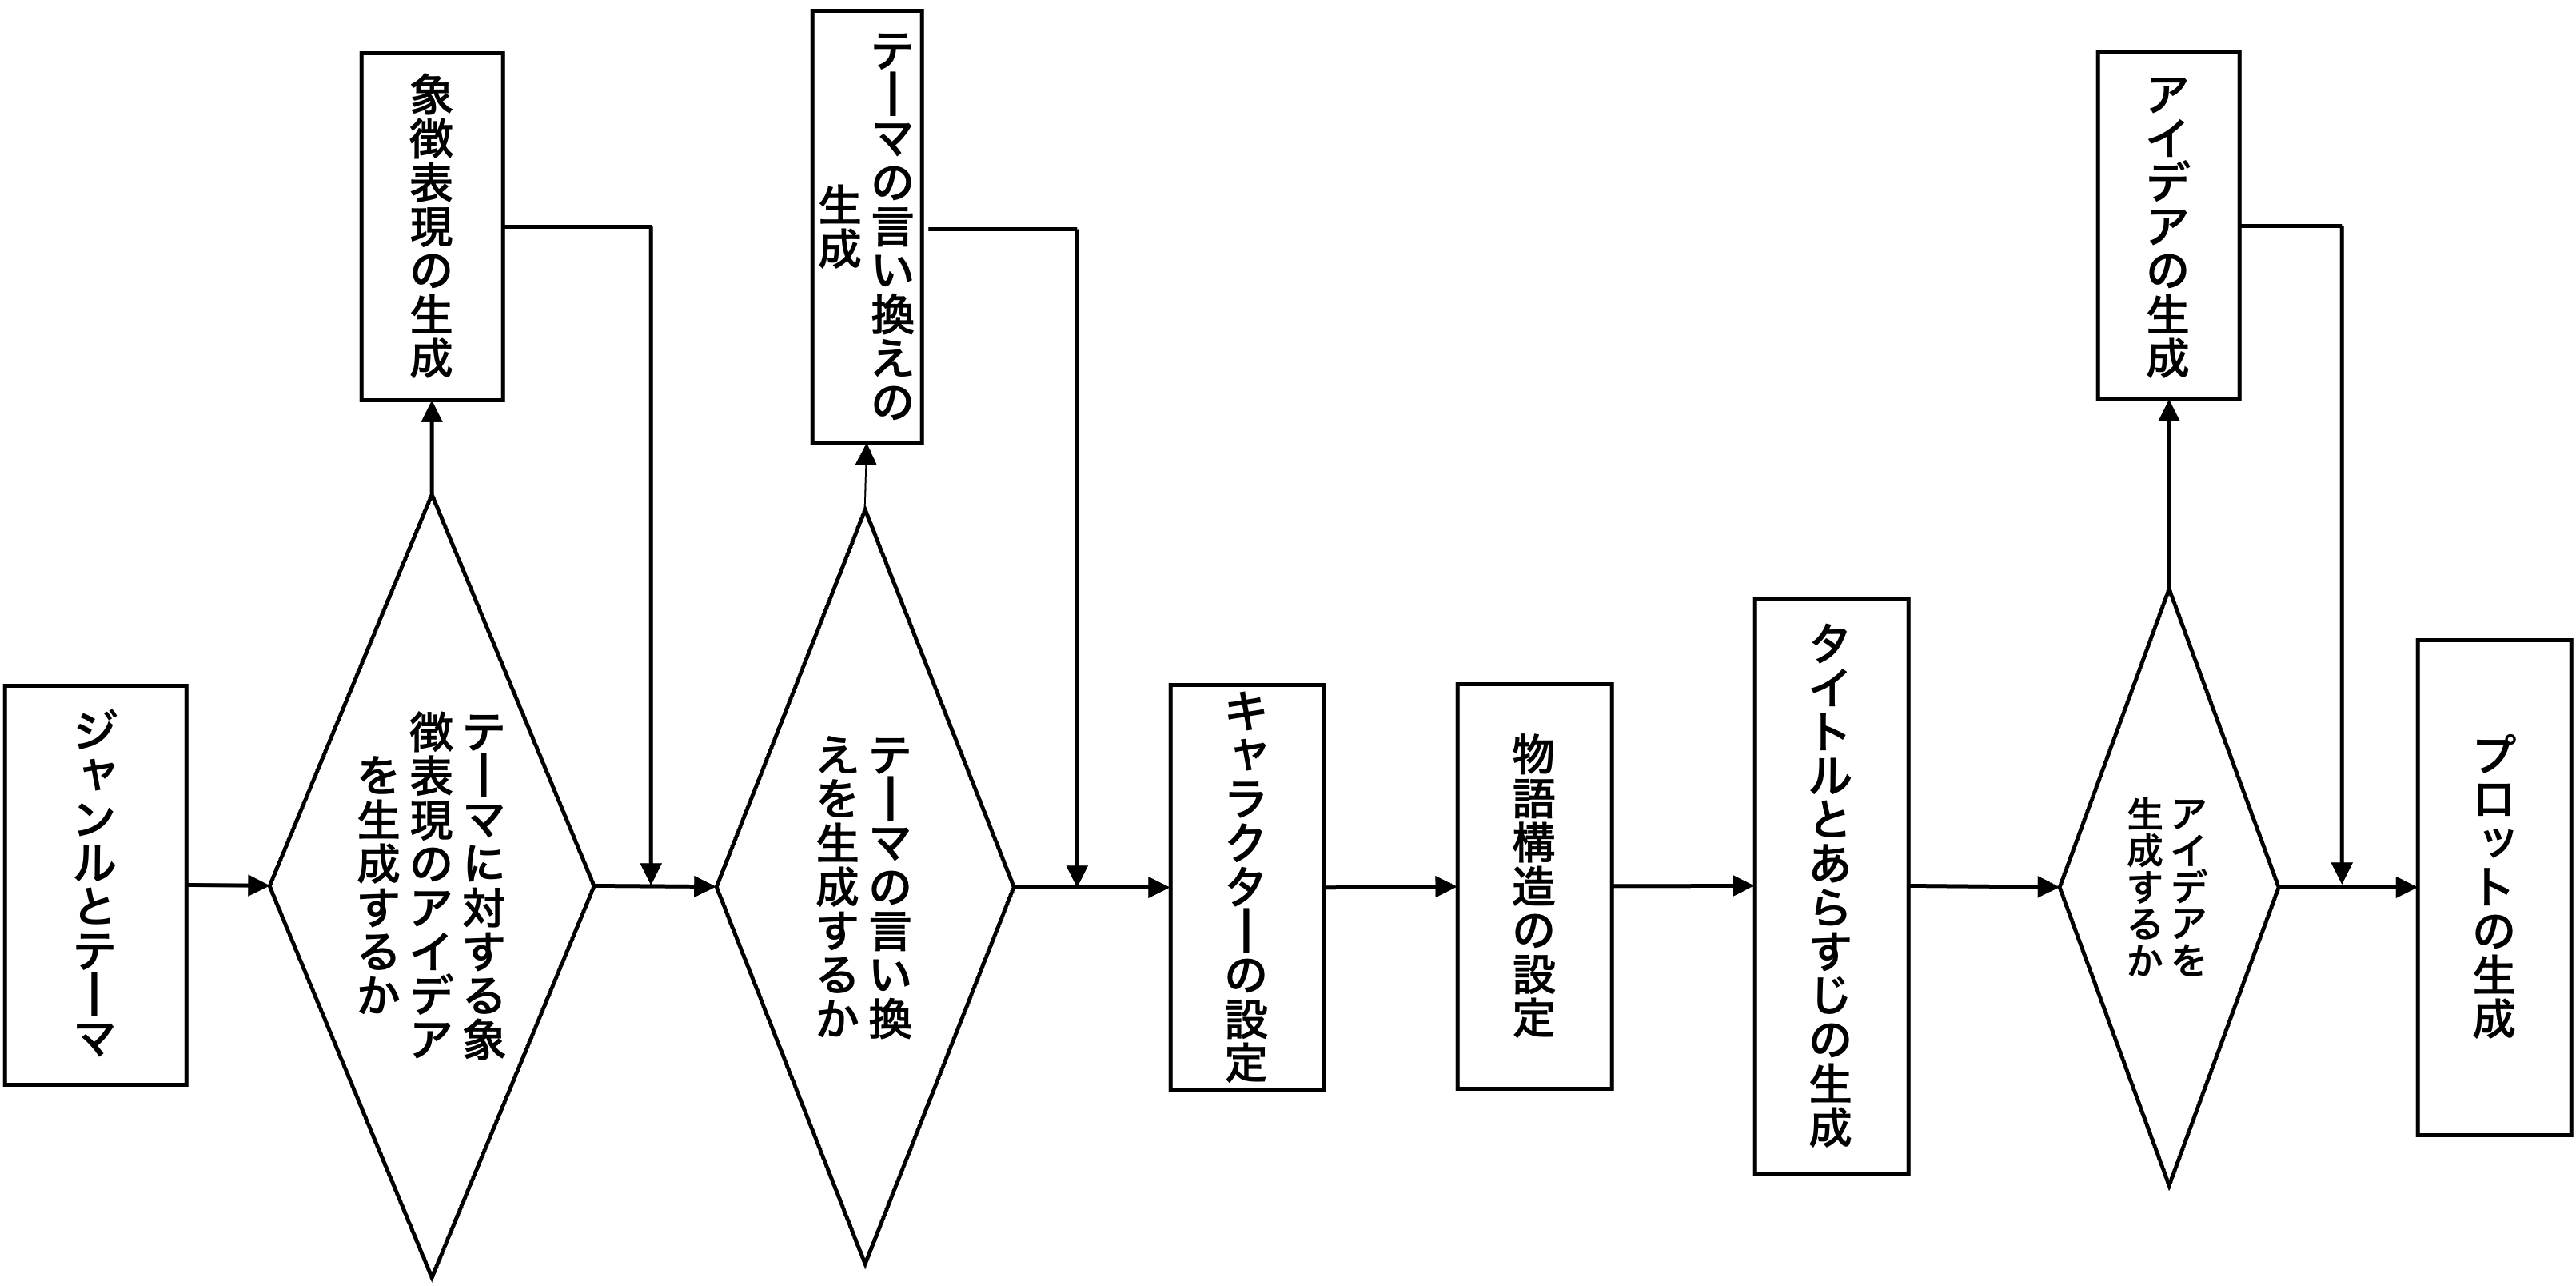 ジャンルとテーマ
テーマに対する象
徴表現のアイデア
を生成するか
象徴表現の生成
テーマの言い換
えを生成するか
テーマの言い換えの
生成
キャラクターの設定
物語構造の設定
タイトルとあらすじの生成
アイデアを
生成するか
アイデアの生成
プロットの生成